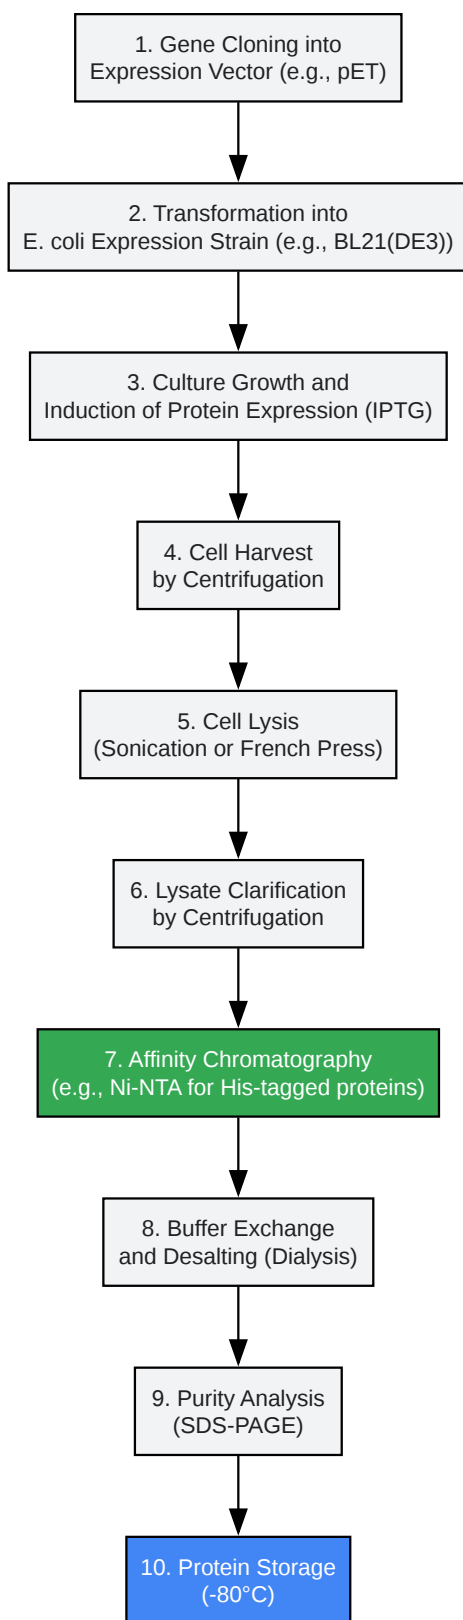 1. Gene Cloning into
Expression Vector (e.g., pET)
2. Transformation into
E. coli Expression Strain (e.g., BL21(DE3))
3. Culture Growth and
Induction of Protein Expression (IPTG)
4. Cell Harvest
by Centrifugation
5. Cell Lysis
(Sonication or French Press)
6. Lysate Clarification
by Centrifugation
7. Affinity Chromatography
(e.g., Ni-NTA for His-tagged proteins)
8. Buffer Exchange
and Desalting (Dialysis)
9. Purity Analysis
(SDS-PAGE)
10. Protein Storage
(-80°C)